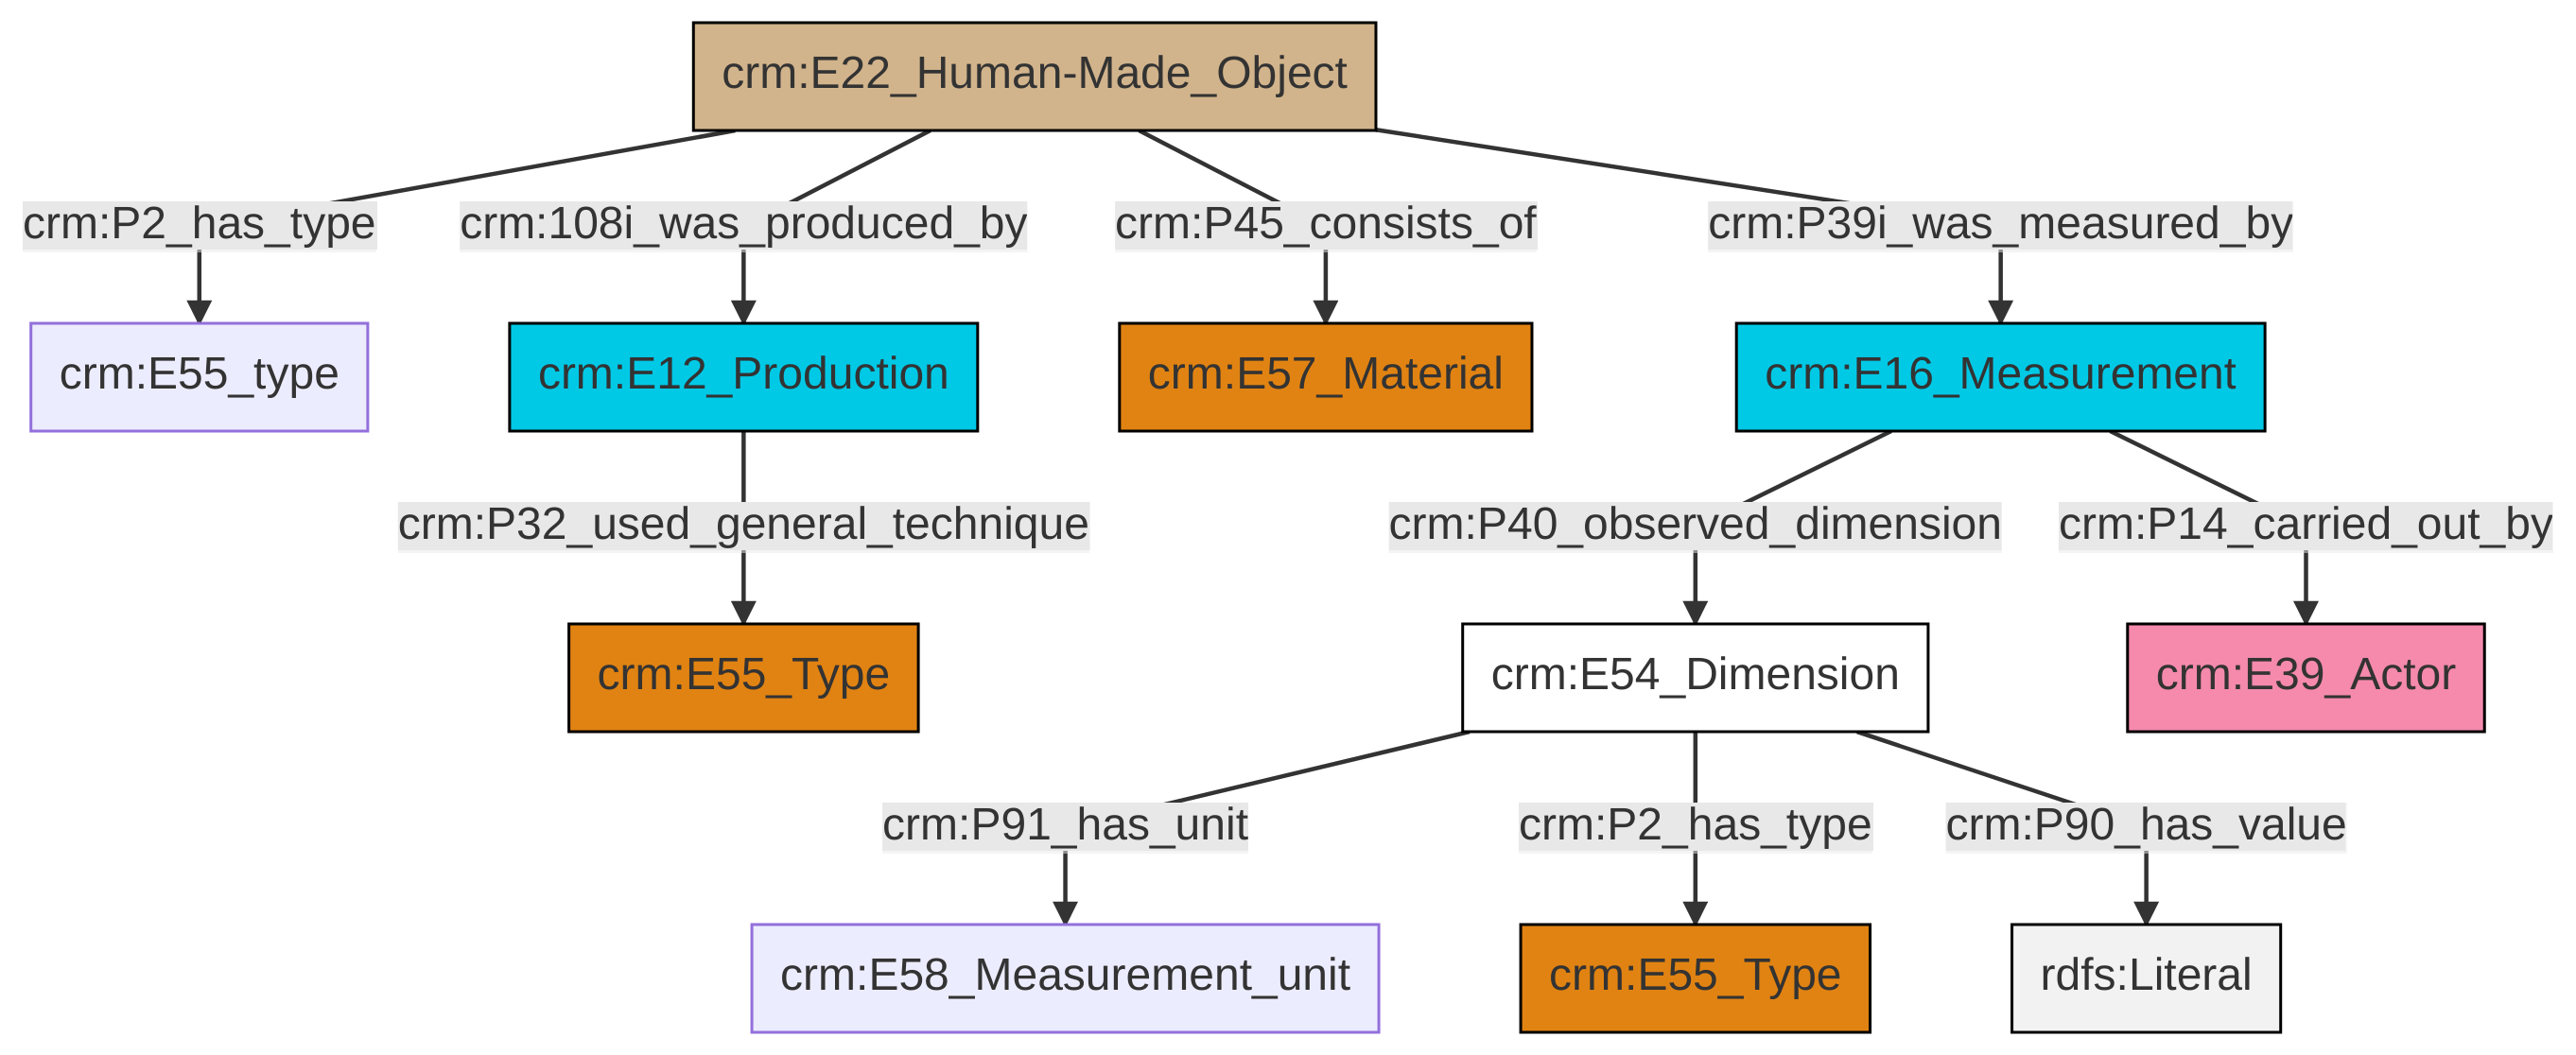 crm:E22_Human-Made_Object
crm:P2_has_type
crm:108i_was_produced_by
crm:P45_consists_of
crm:P39i_was_measured_by
crm:E55_type
crm:E12_Production
crm:E57_Material
crm:E16_Measurement
crm:P32_used_general_technique
crm:P40_observed_dimension
crm:P14_carried_out_by
crm:E55_Type
crm:E54_Dimension
crm:E39_Actor
crm:P91_has_unit
crm:P2_has_type
crm:P90_has_value
crm:E58_Measurement_unit
crm:E55_Type
rdfs:Literal